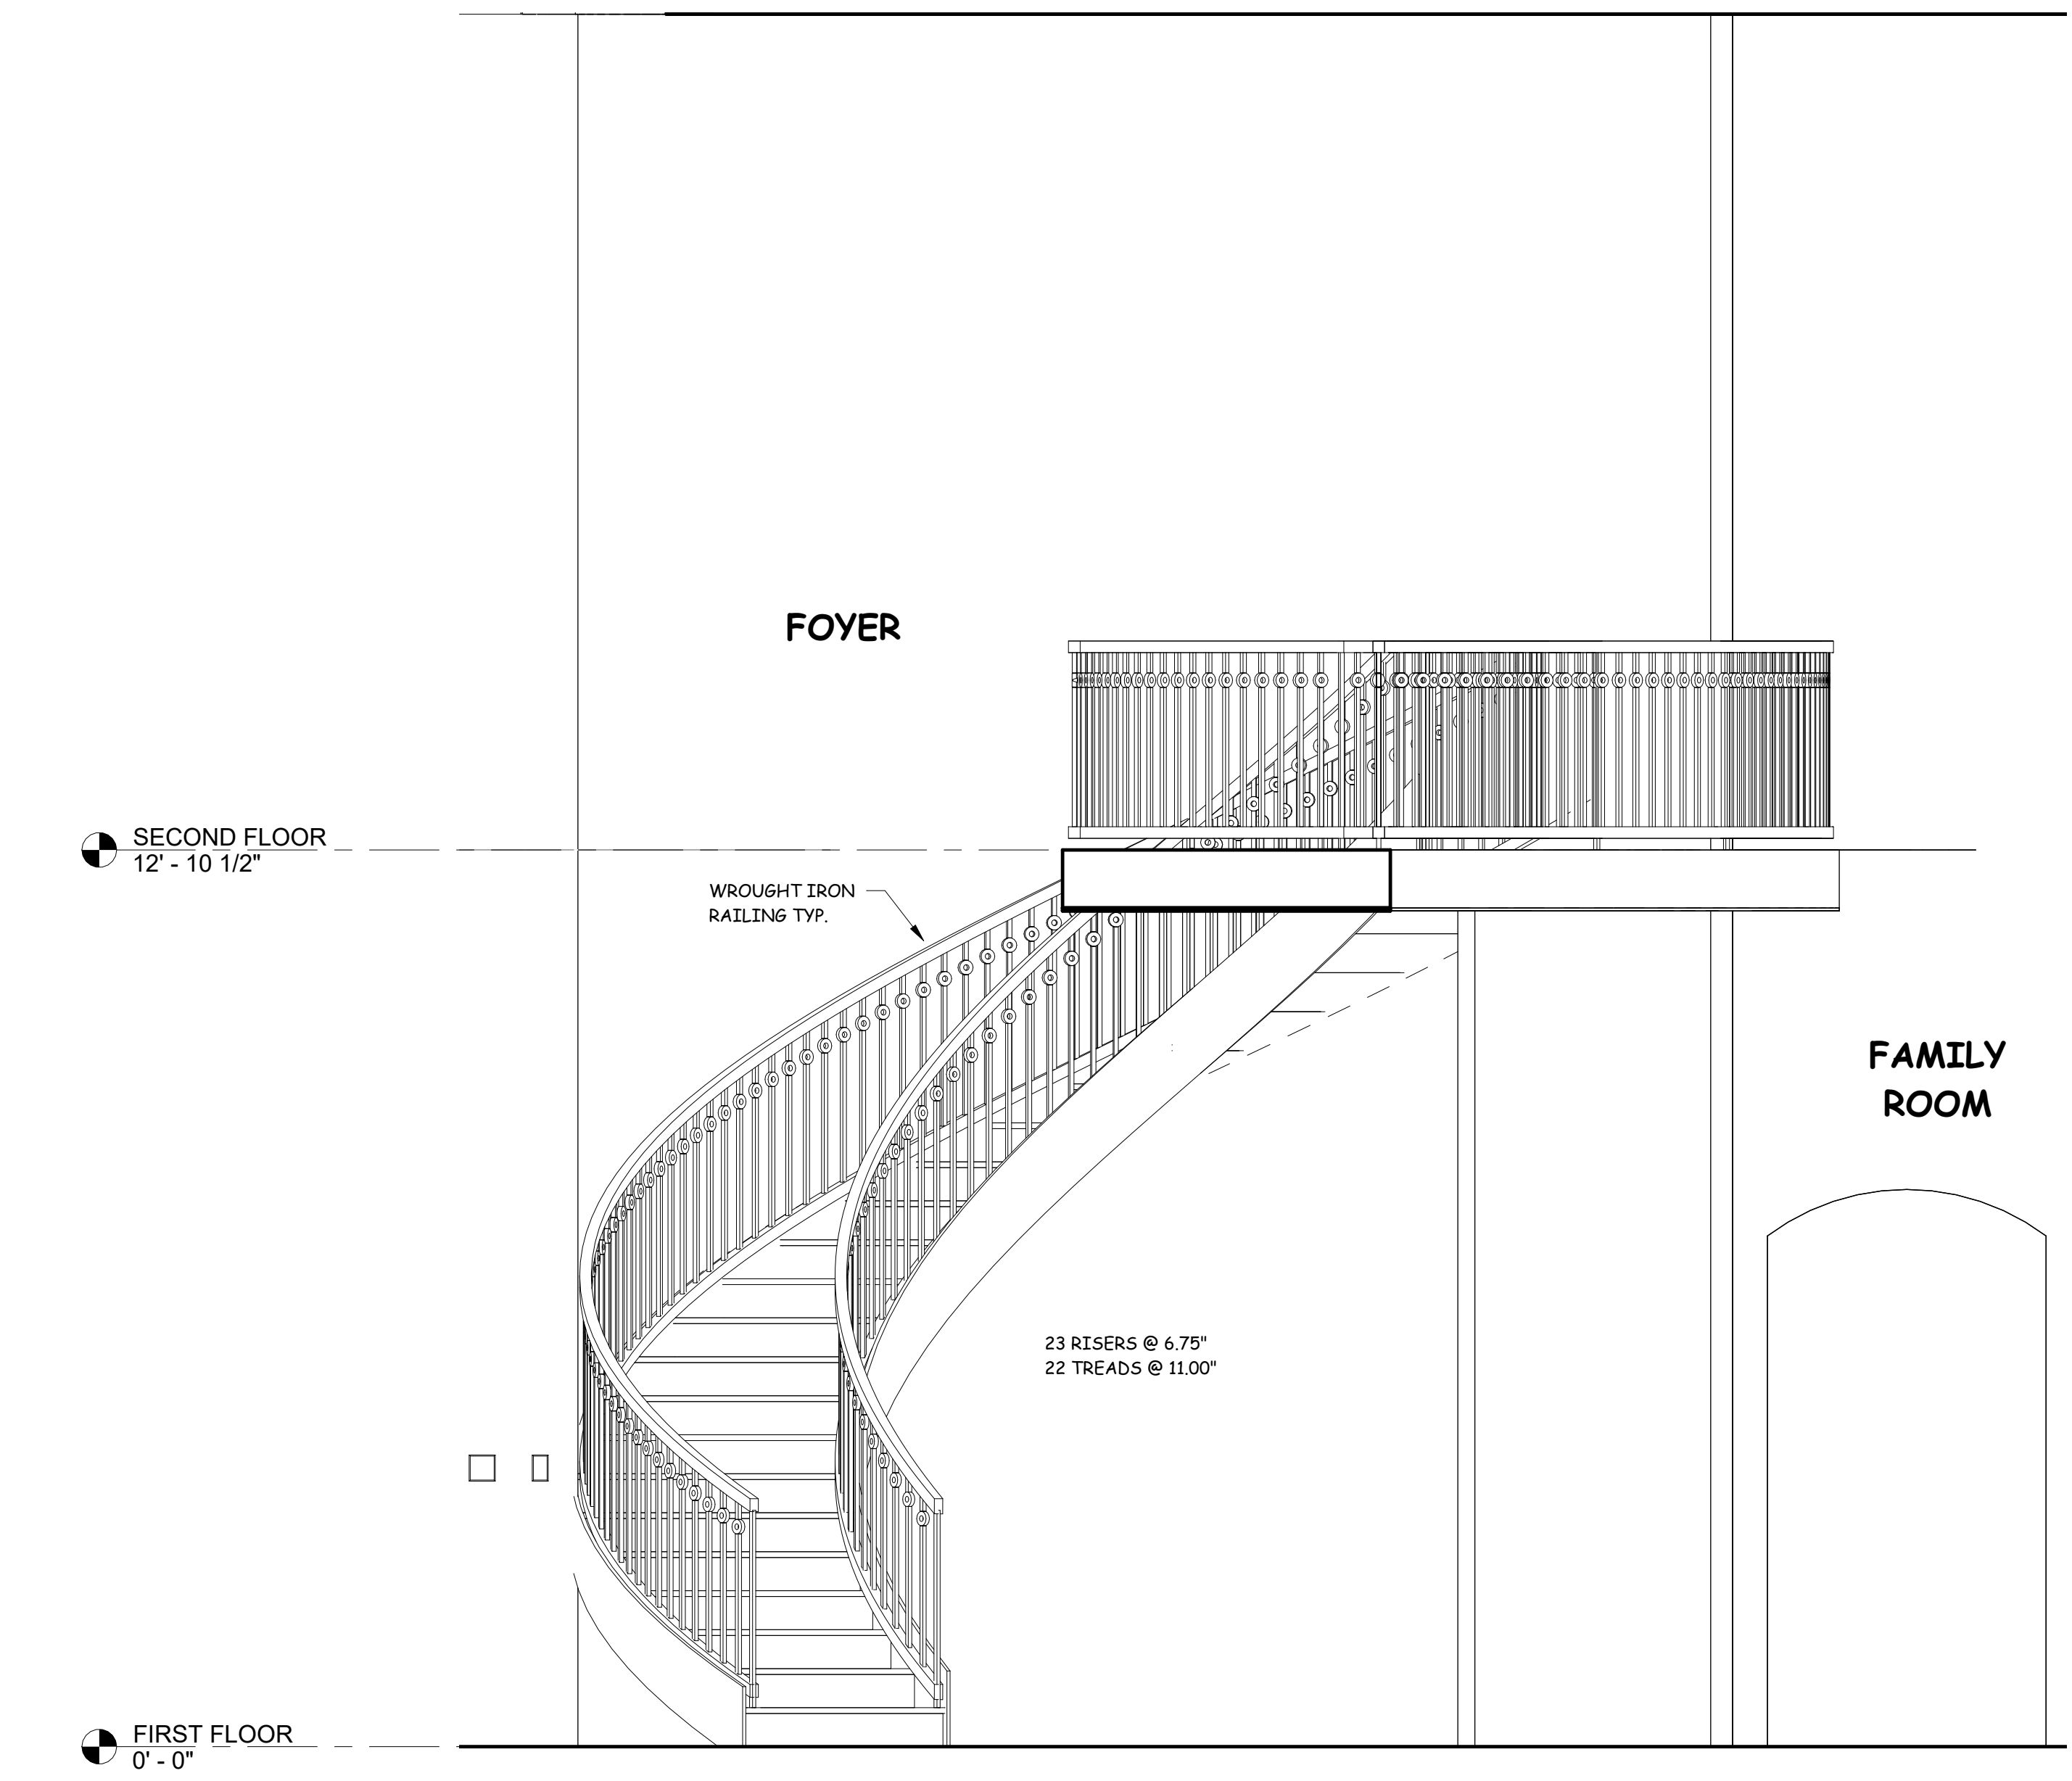 FOYER
SECOND FLOOR
12' - 10 1/2"
WROUGHT IRON
RAILING TYP.
FAMILY
ROOM
23 RISERS @ 6.75"
22 TREADS @ 11.00"
FIRST FLOOR
0' - 0"